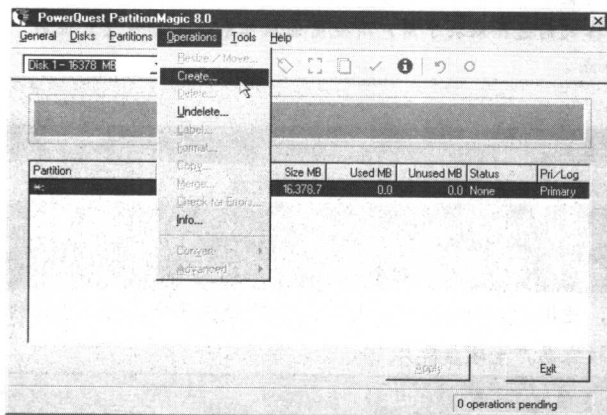 PowerQuest PartitionMagic 8.0
General Disks Partitions Operations Tools Help
Disk 1 - 16378 MB
Resize / Move...
Create...
Delete...
Undelete...
Label...
Format...
Copy...
Merge...
Check for Errors...
Info...
Convert
Advanced
Partition Size MB Used MB Unused MB Status Pri/Log
*: 16.378.7 0.0 0.0 None Primary
Apply Exit
0 operations pending